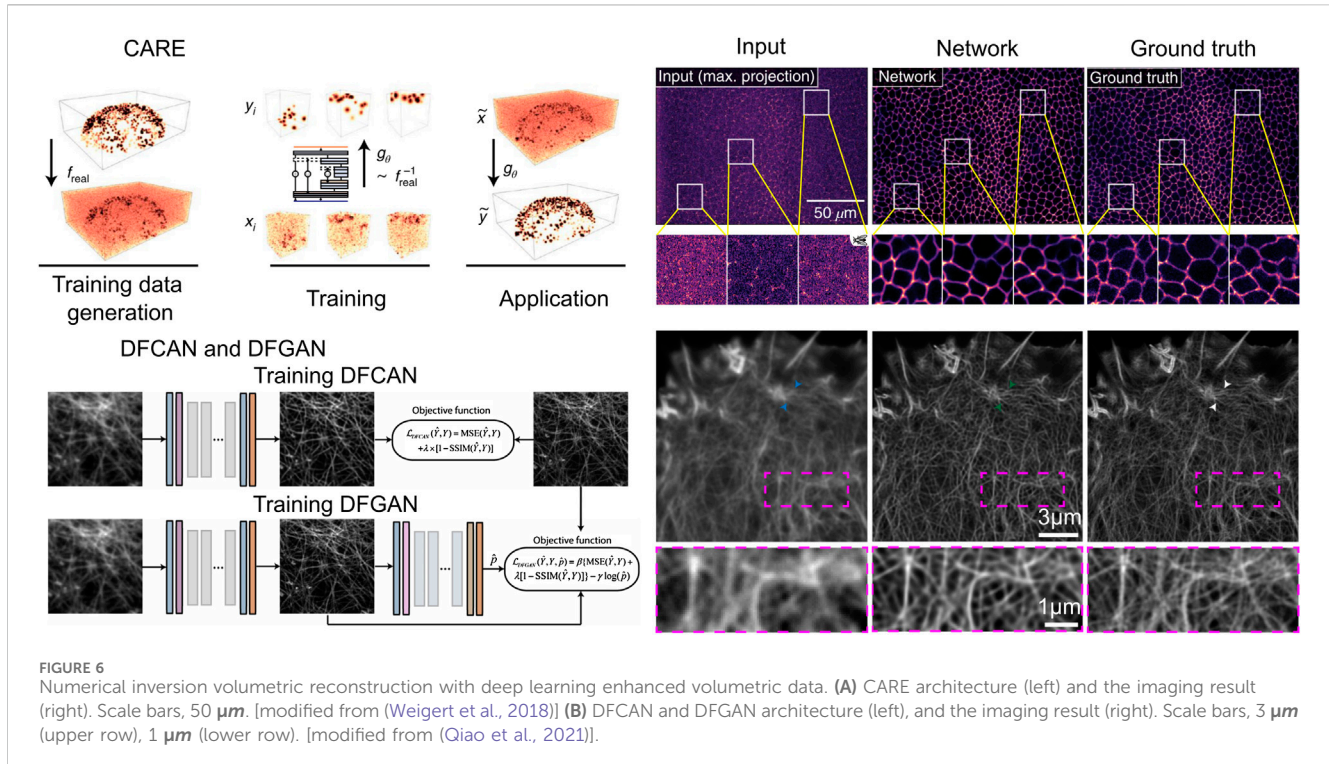 CARE
f_real
Training data
generation
y_i
g_θ
~ f_real^{-1}
x_i
Training
x̃
g_θ
ỹ
Application
Input
Network
Ground truth
Input (max. projection)
Network
Ground truth
50 μm
DFCAN and DFGAN
Training DFCAN
Objective function
ℒ_DFCAN(Ŷ,Y) = MSE(Ŷ,Y)
+λ×[1−SSIM(Ŷ,Y)]
Training DFGAN
p̂
Objective function
ℒ_DFGAN(Ŷ,Y,p̂) = β{MSE(Ŷ,Y)+
λ[1−SSIM(Ŷ,Y)]}−γ log(p̂)
3μm
1μm
FIGURE 6
Numerical inversion volumetric reconstruction with deep learning enhanced volumetric data. (A) CARE architecture (left) and the imaging result
(right). Scale bars, 50 μm. [modified from (Weigert et al., 2018)] (B) DFCAN and DFGAN architecture (left), and the imaging result (right). Scale bars, 3 μm
(upper row), 1 μm (lower row). [modified from (Qiao et al., 2021)].